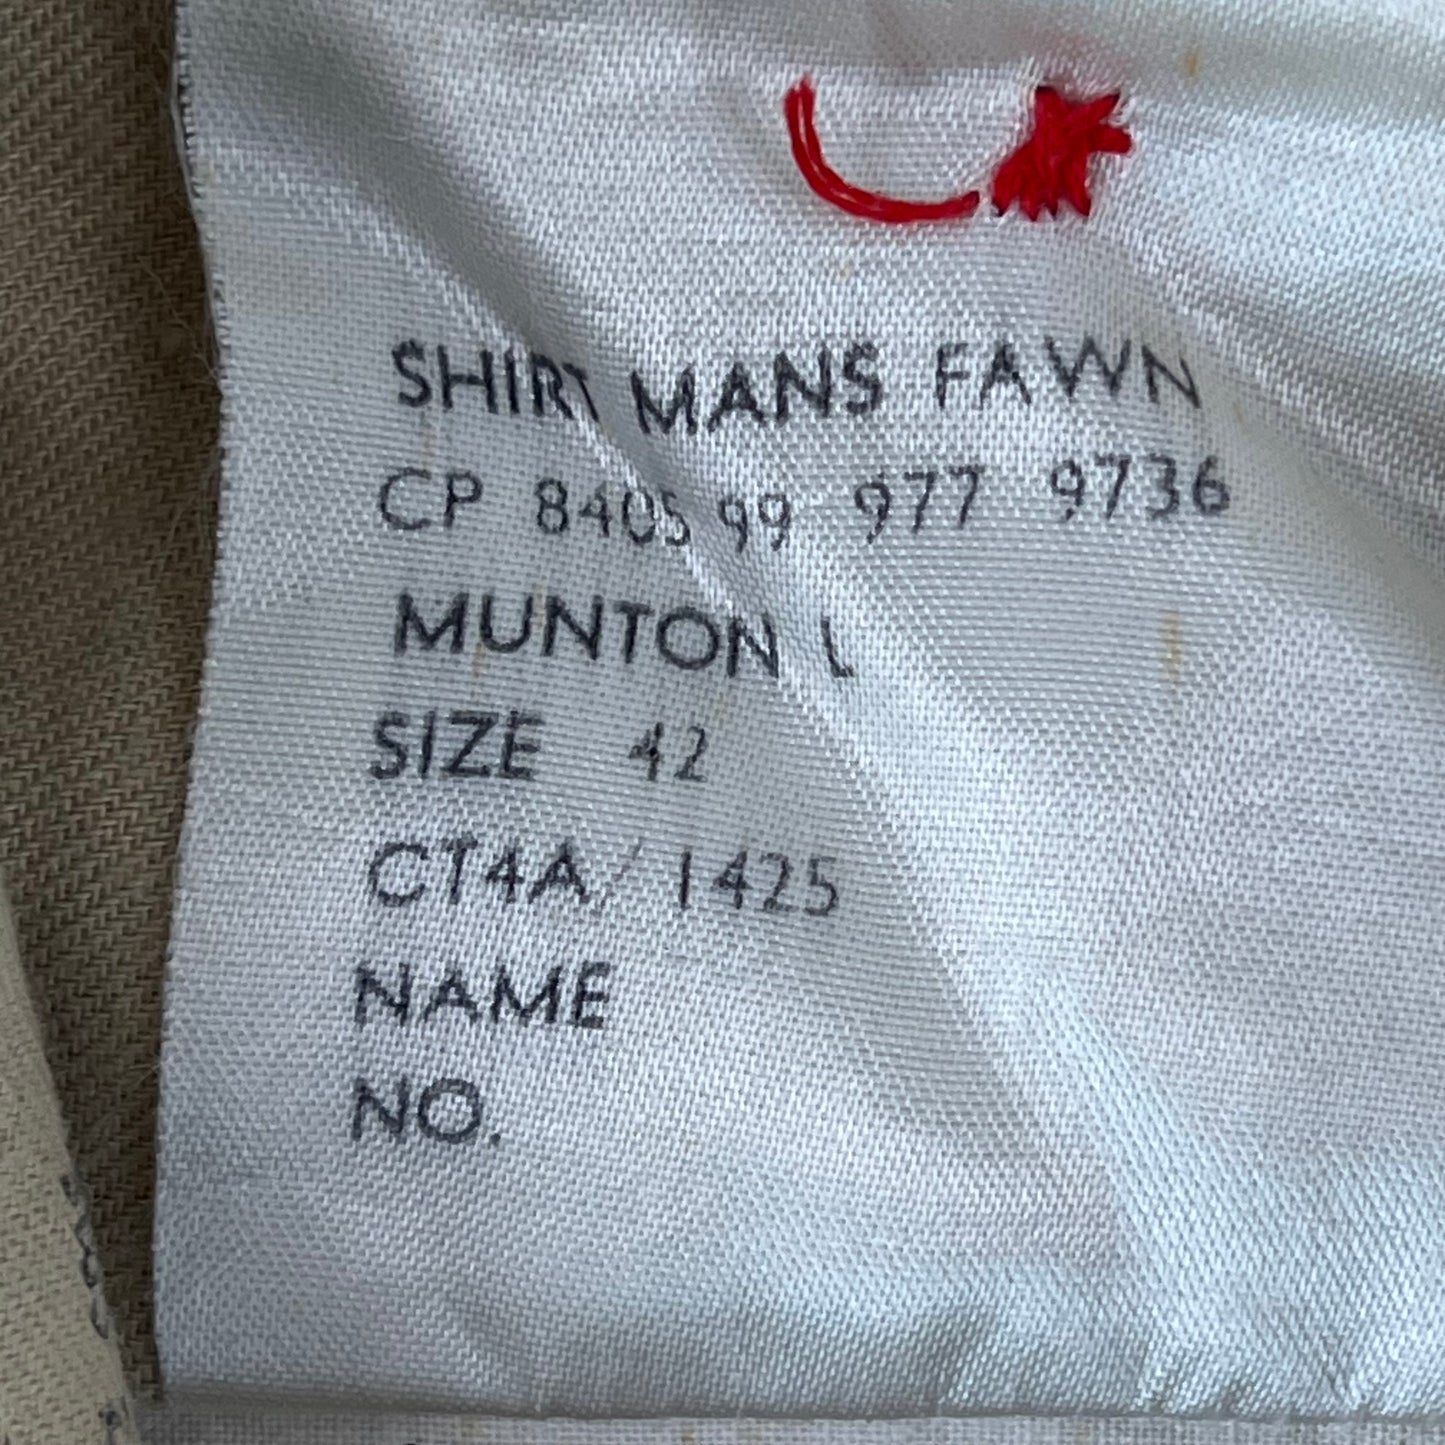 SHIRT MANS FAWN
CP 8405 99 977 9736
MUNTON L
SIZE 42
CT4A/1425
NAME
NO.